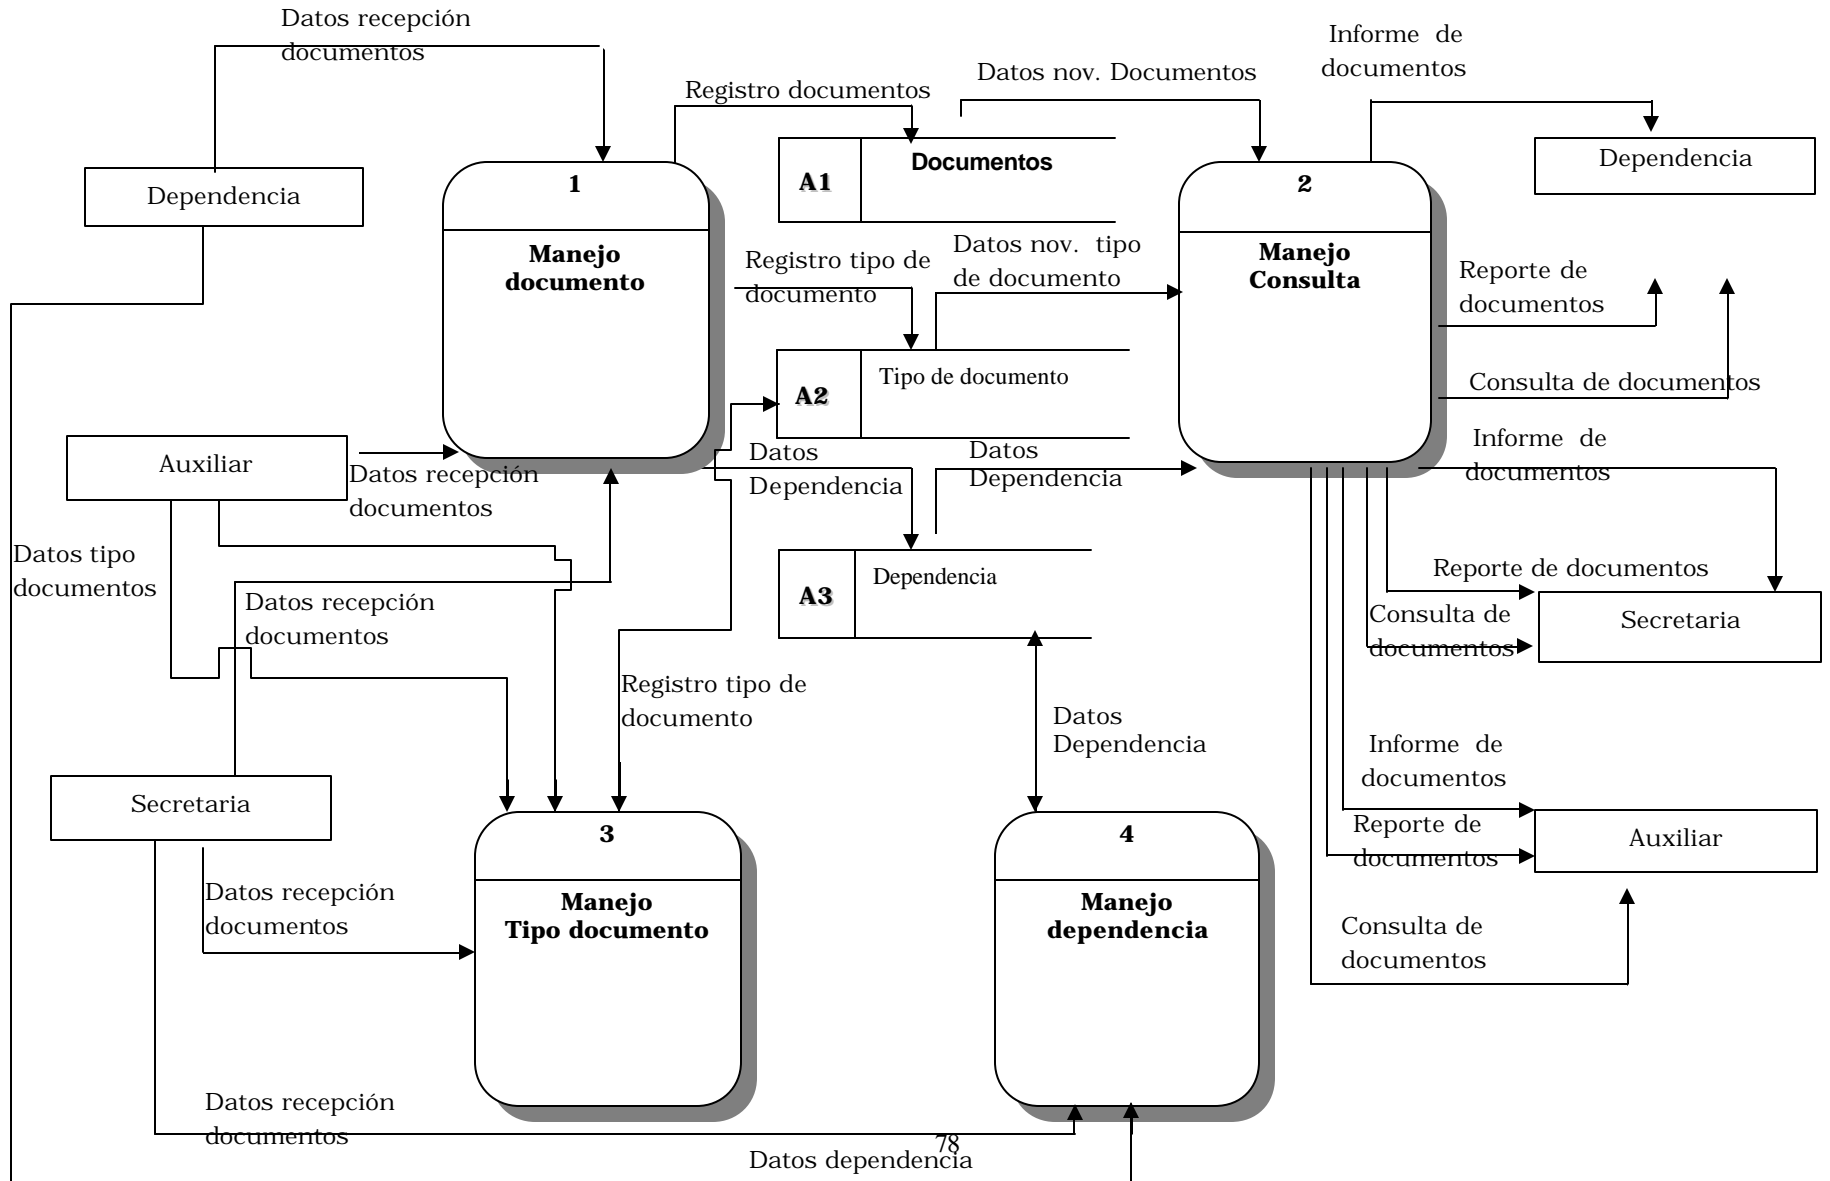 Datos recepción
documentos
Informe de
documentos
Datos nov. Documentos
Registro documentos
Dependencia
1
Manejo
documento
A1
Documentos
2
Manejo
Consulta
Dependencia
Registro tipo de
documento
Datos nov. tipo
de documento
Reporte de
documentos
A2
Tipo de documento
Consulta de documentos
Auxiliar
Datos recepción
documentos
Datos
Dependencia
Datos
Dependencia
Informe de
documentos
Datos tipo
documentos
A3
Dependencia
Reporte de documentos
Datos recepción
documentos
Consulta de
documentos
Secretaria
Registro tipo de
documento
Datos
Dependencia
Informe de
documentos
Secretaria
3
Manejo
Tipo documento
4
Manejo
dependencia
Reporte de
documentos
Auxiliar
Datos recepción
documentos
Consulta de
documentos
Datos recepción
documentos
78
Datos dependencia